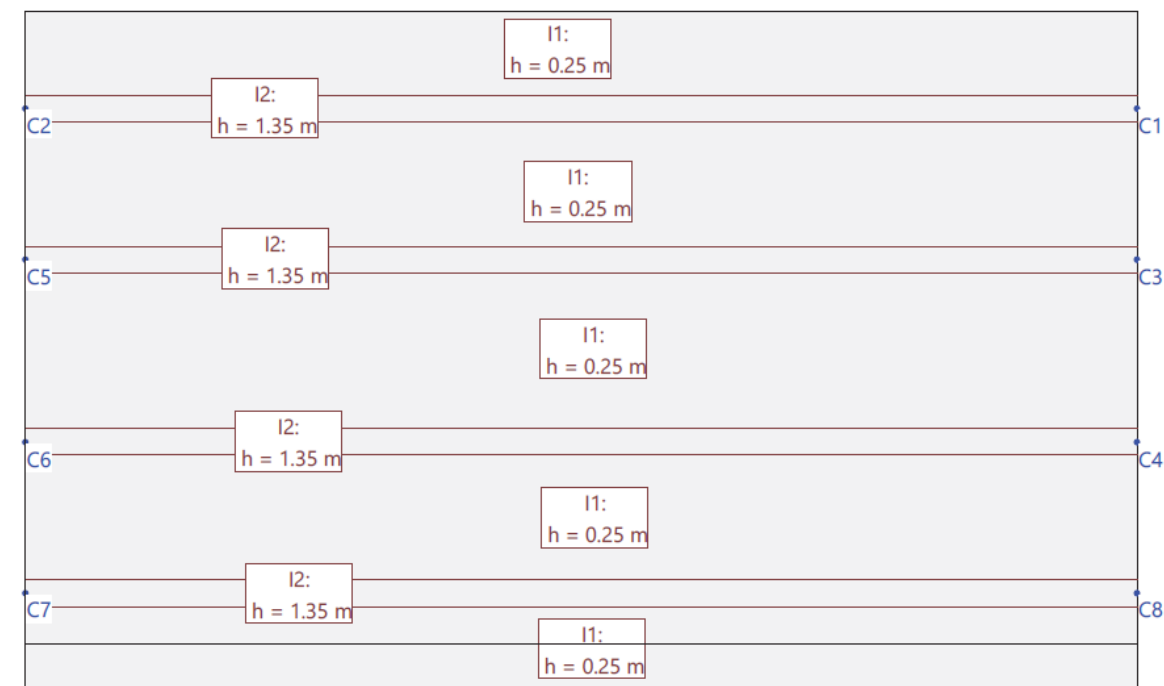 I1:
h = 0.25 m
I2:
h = 1.35 m
C2
C1
I1:
h = 0.25 m
I2:
h = 1.35 m
C5
C3
I1:
h = 0.25 m
I2:
h = 1.35 m
C6
C4
I1:
h = 0.25 m
I2:
h = 1.35 m
C7
C8
I1:
h = 0.25 m